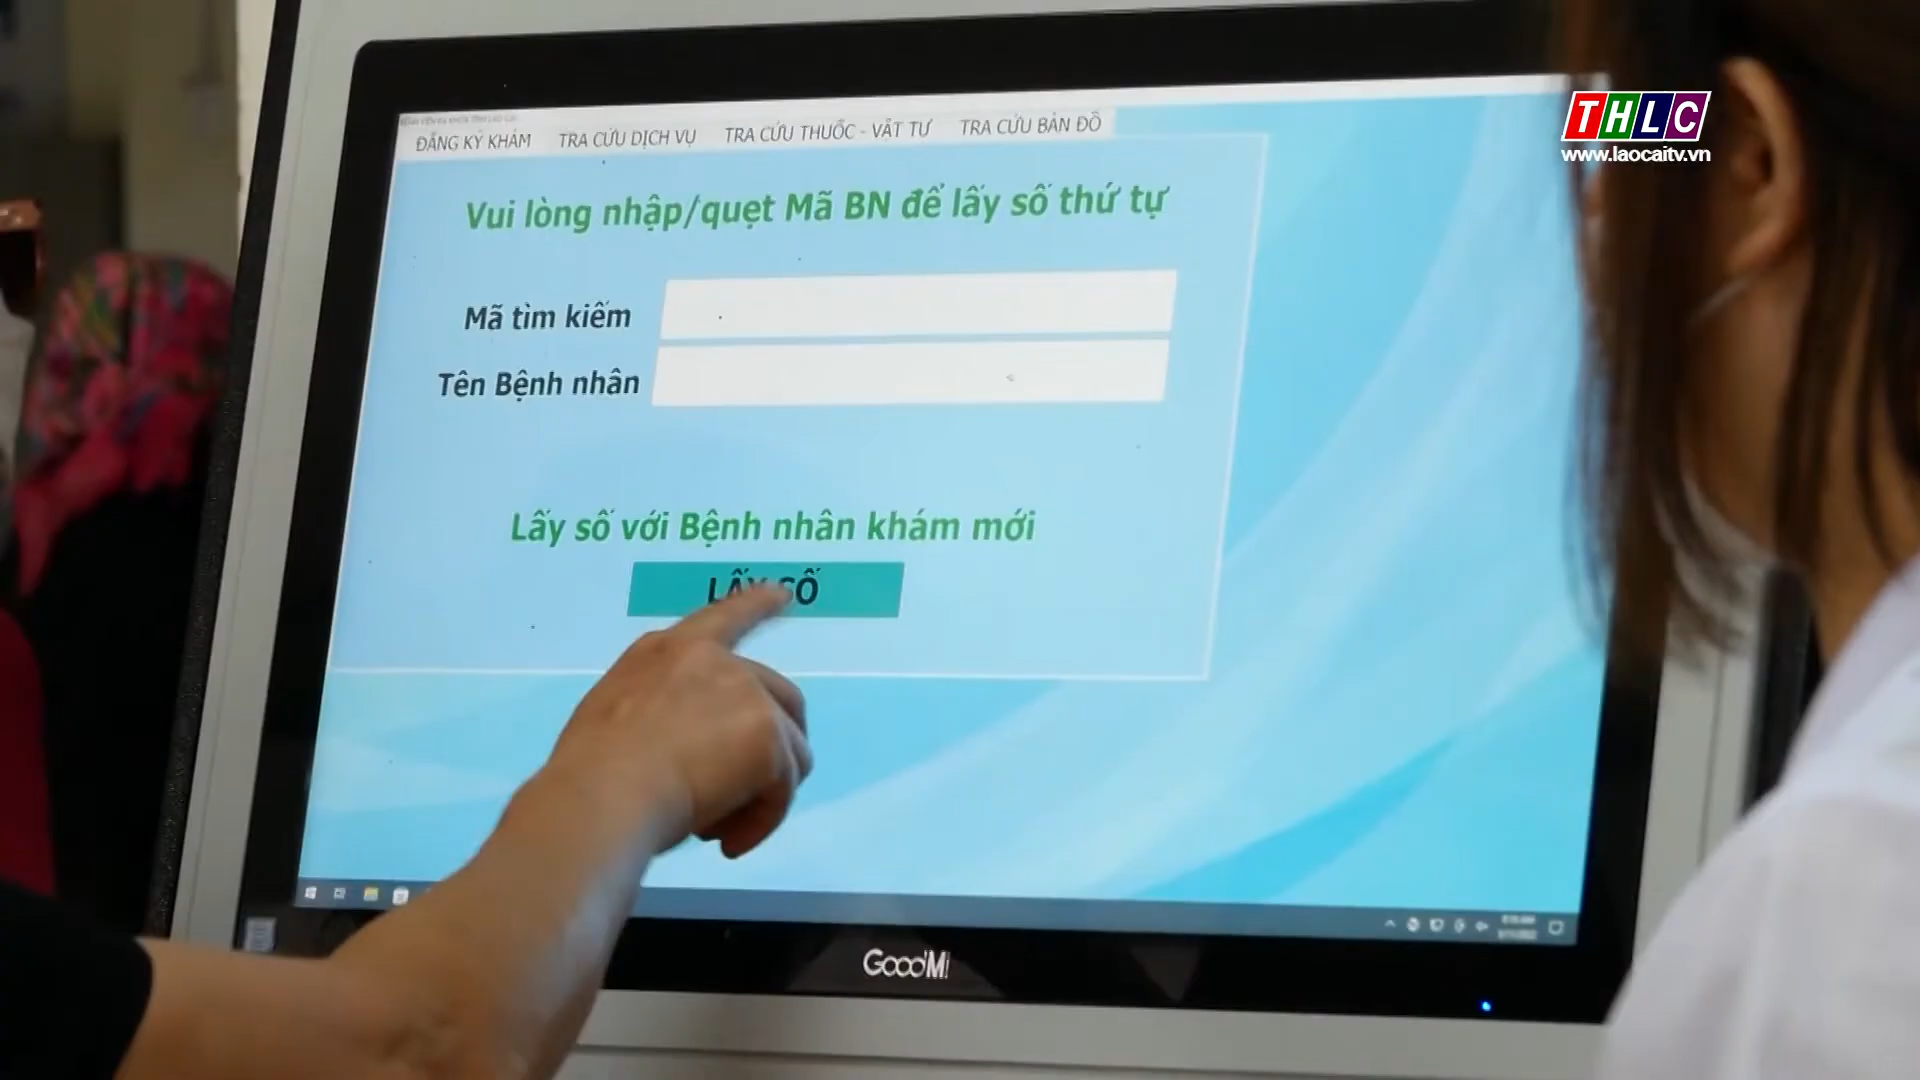 THLC
www.laocaitv.vn
ĐĂNG KÝ KHÁM TRA CỨU DỊCH VỤ TRA CỨU THUỐC - VẬT TƯ TRA CỨU BẢN ĐỒ
Vui lòng nhập/quẹt Mã BN để lấy số thứ tự
Mã tìm kiếm
Tên Bệnh nhân
Lấy số với Bệnh nhân khám mới
LẤY SỐ
GoooM!